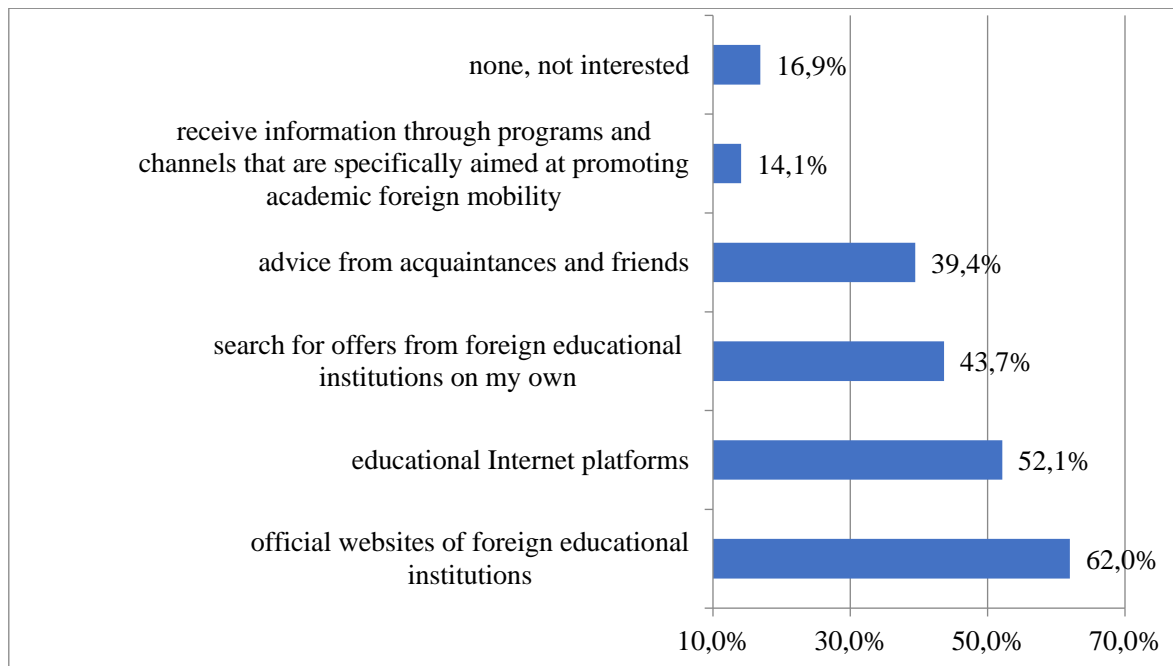 none, not interested
16,9%
receive information through programs and
channels that are specifically aimed at promoting
academic foreign mobility
14,1%
advice from acquaintances and friends
39,4%
search for offers from foreign educational
institutions on my own
43,7%
educational Internet platforms
52,1%
official websites of foreign educational
institutions
62,0%
10,0%
30,0%
50,0%
70,0%